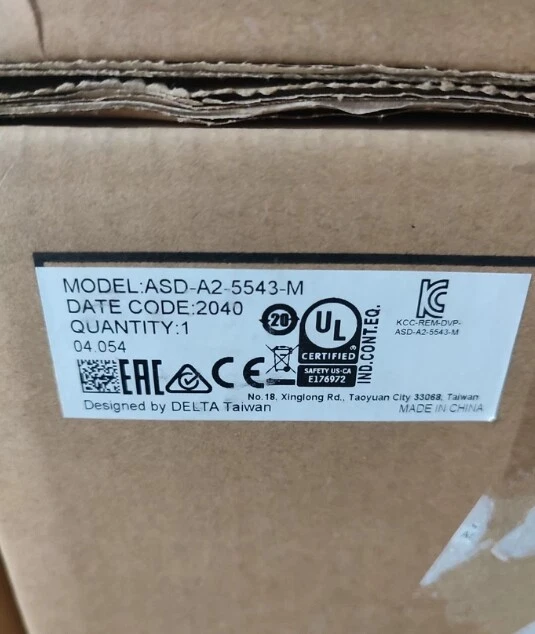 MODEL:ASD-A2-5543-M
DATE CODE:2040
QUANTITY:1
04.054
20
UL
CERTIFIED
®
SAFETY US-CA
E176972
IND.CONT.EQ.
KCC-REM-DVP-
ASD-A2-5543-M
EAC
CE
No.18, Xinglong Rd., Taoyuan City 33068, Taiwan
Designed by DELTA Taiwan
MADE IN CHINA